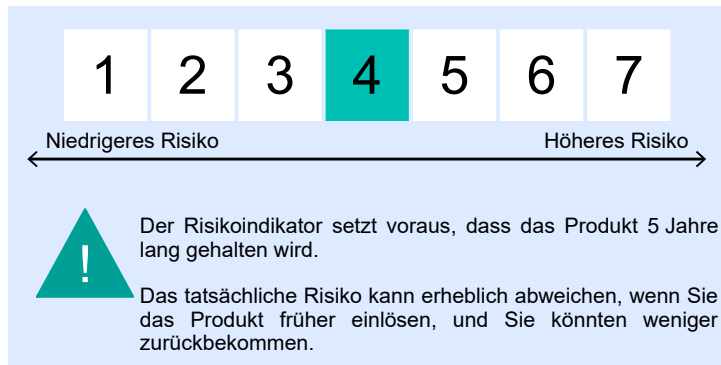 1 2 3 4 5 6 7
Niedrigeres Risiko Höheres Risiko
!
Der Risikoindikator setzt voraus, dass das Produkt 5 Jahre
lang gehalten wird.
Das tatsächliche Risiko kann erheblich abweichen, wenn Sie
das Produkt früher einlösen, und Sie könnten weniger
zurückbekommen.